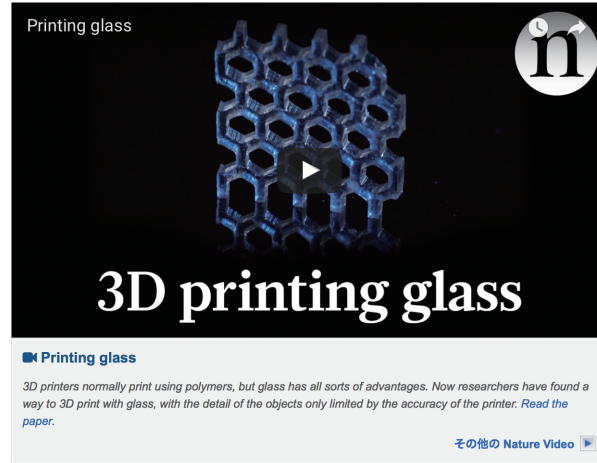 Printing glass
n
3D printing glass
Printing glass
3D printers normally print using polymers, but glass has all sorts of advantages. Now researchers have found a
way to 3D print with glass, with the detail of the objects only limited by the accuracy of the printer. Read the
paper.
その他の Nature Video